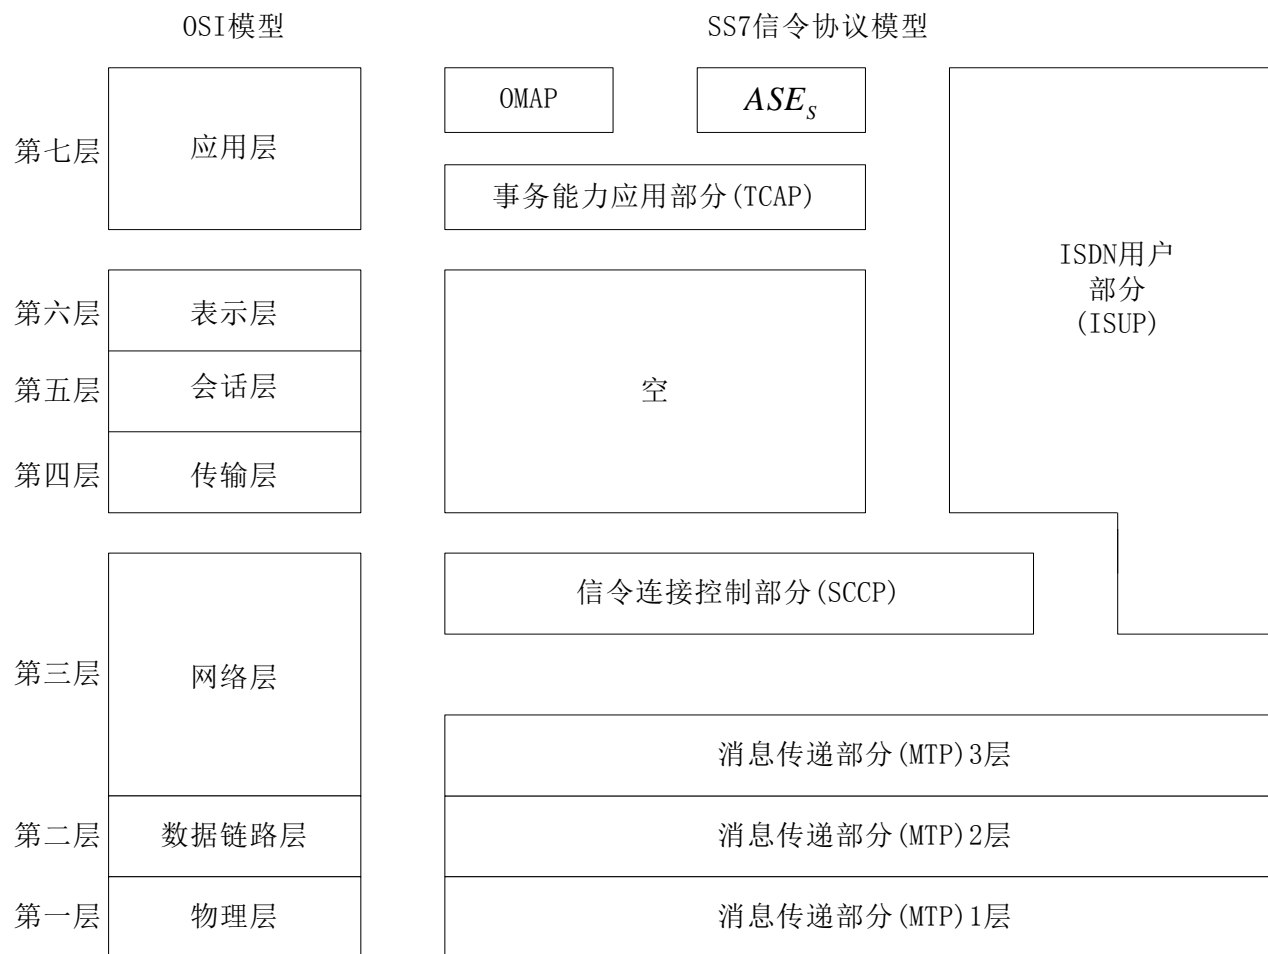 OSI模型
SS7信令协议模型
OMAP
ASE_S
第七层
应用层
事务能力应用部分(TCAP)
ISDN用户
部分
(ISUP)
第六层
表示层
第五层
会话层
空
第四层
传输层
信令连接控制部分(SCCP)
第三层
网络层
消息传递部分(MTP)3层
第二层
数据链路层
消息传递部分(MTP)2层
第一层
物理层
消息传递部分(MTP)1层